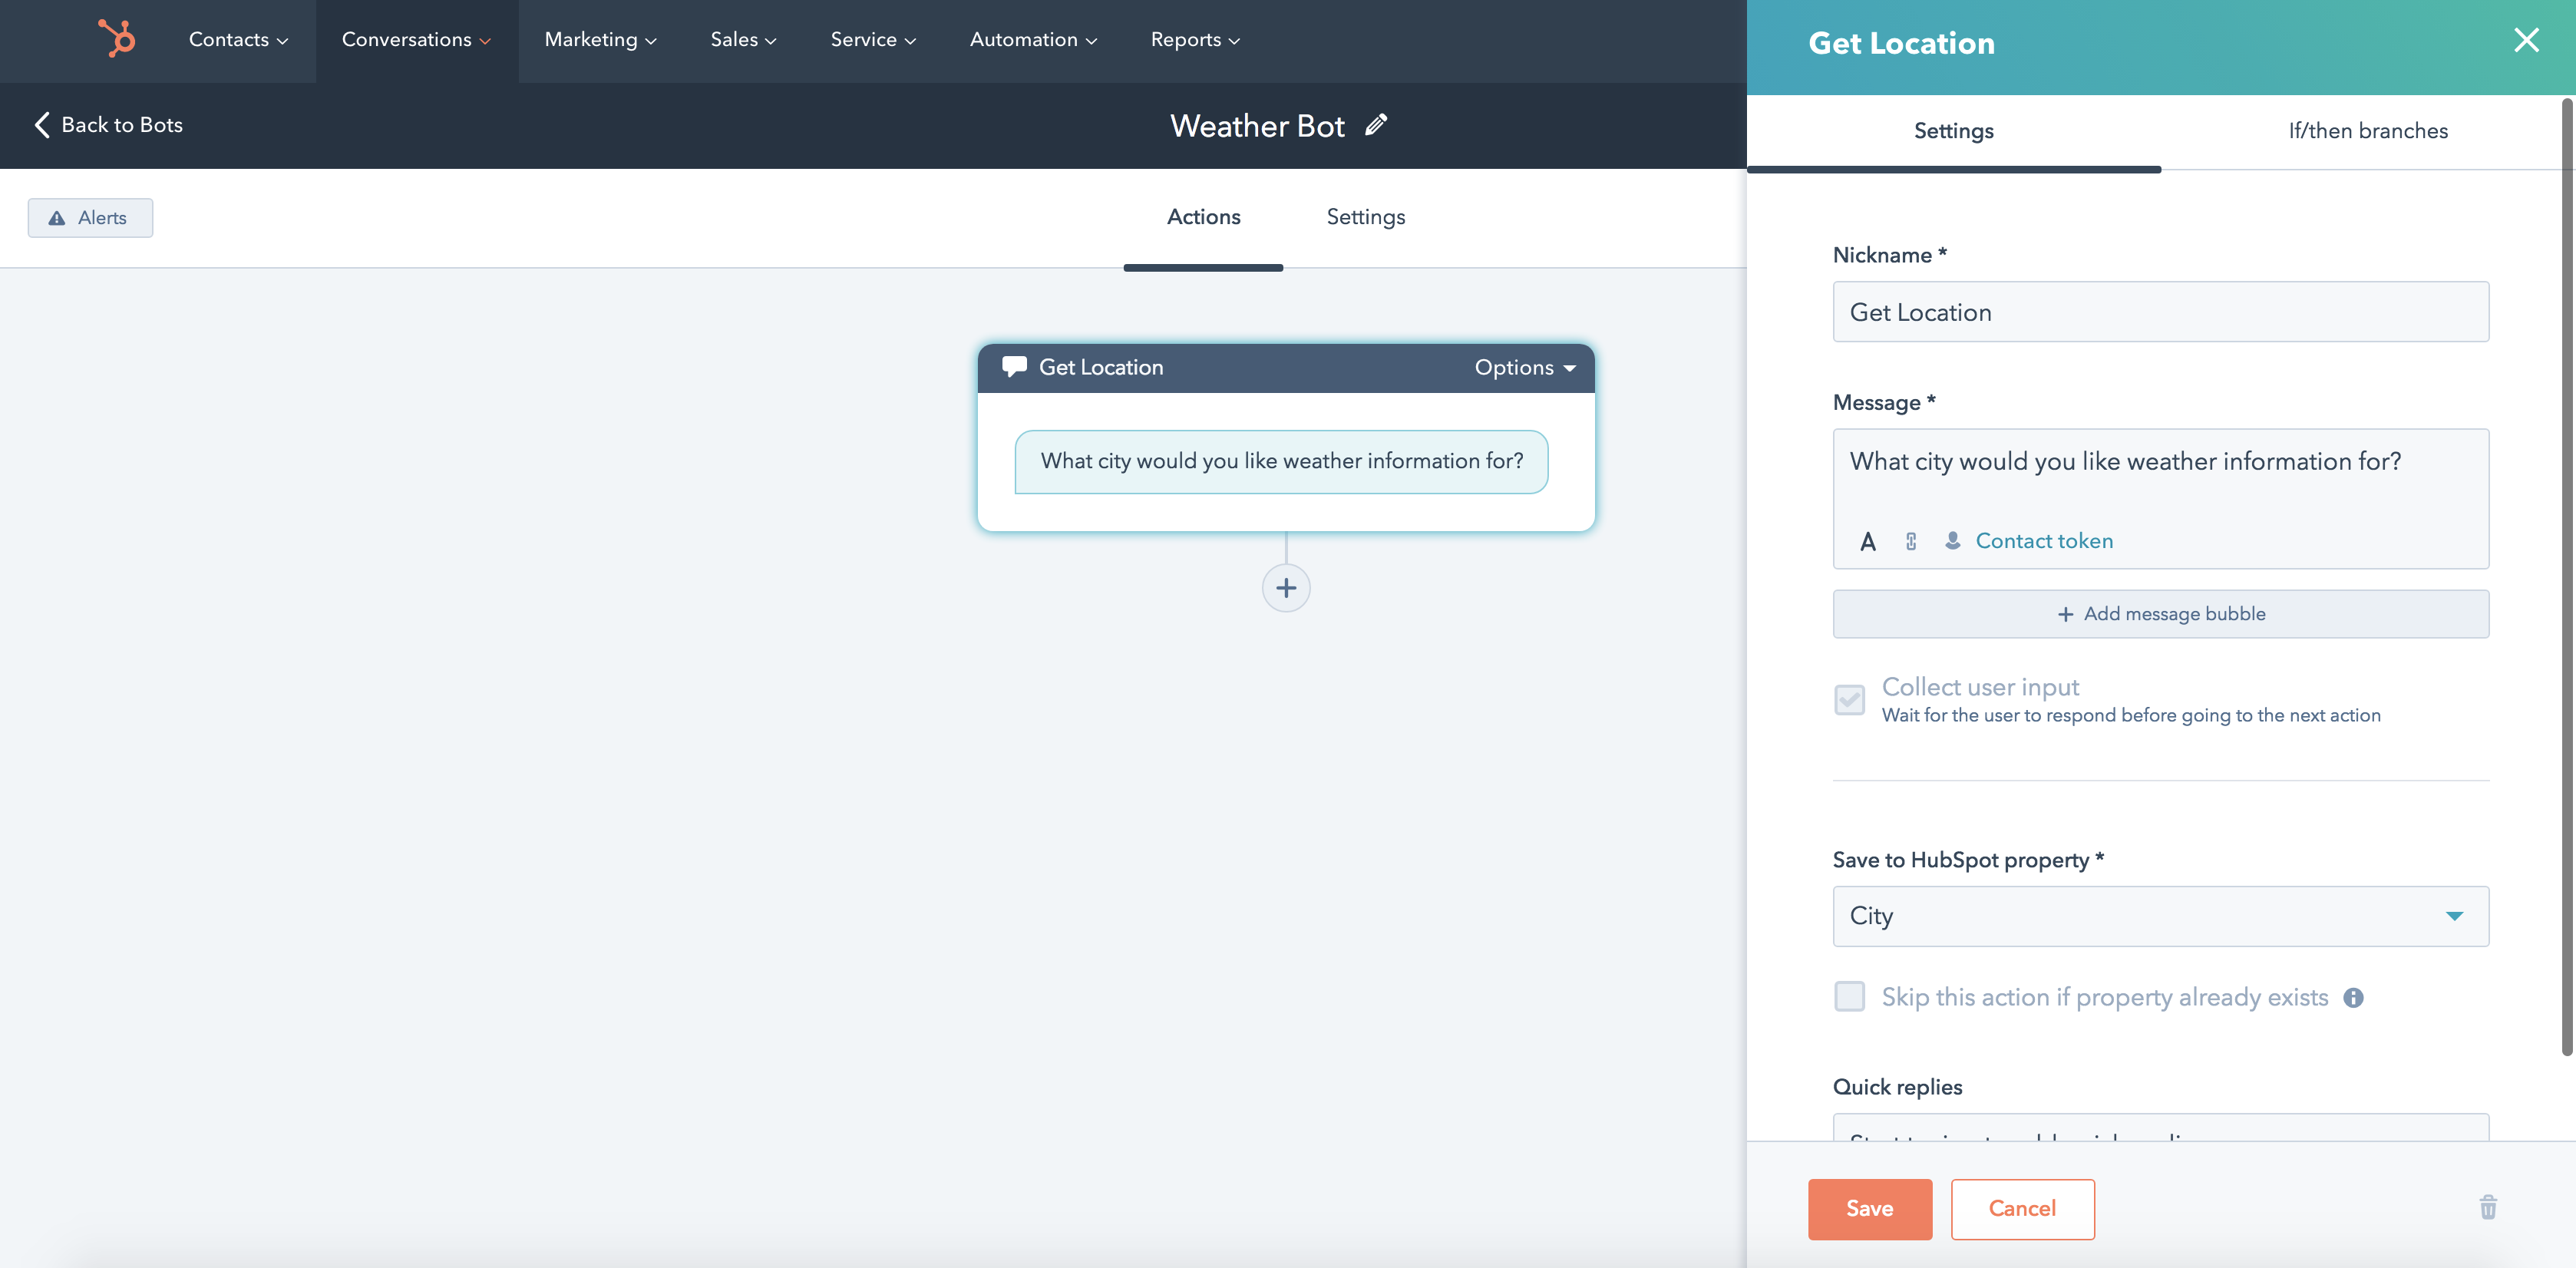 Contacts
Conversations
Marketing
Sales
Service
Automation
Reports
Back to Bots
Weather Bot
Alerts
Actions
Settings
Get Location
Options
What city would you like weather information for?
Get Location
Settings
If/then branches
Nickname *
Get Location
Message *
What city would you like weather information for?
A
Contact token
+ Add message bubble
Collect user input
Wait for the user to respond before going to the next action
Save to HubSpot property *
City
Skip this action if property already exists
Quick replies
Save
Cancel